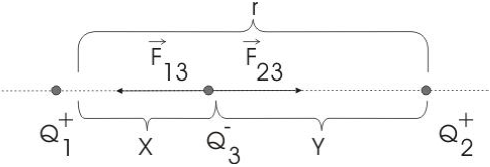 r
F₁₃ F₂₃
Q₁⁺ X Q₃⁻ Y Q₂⁺